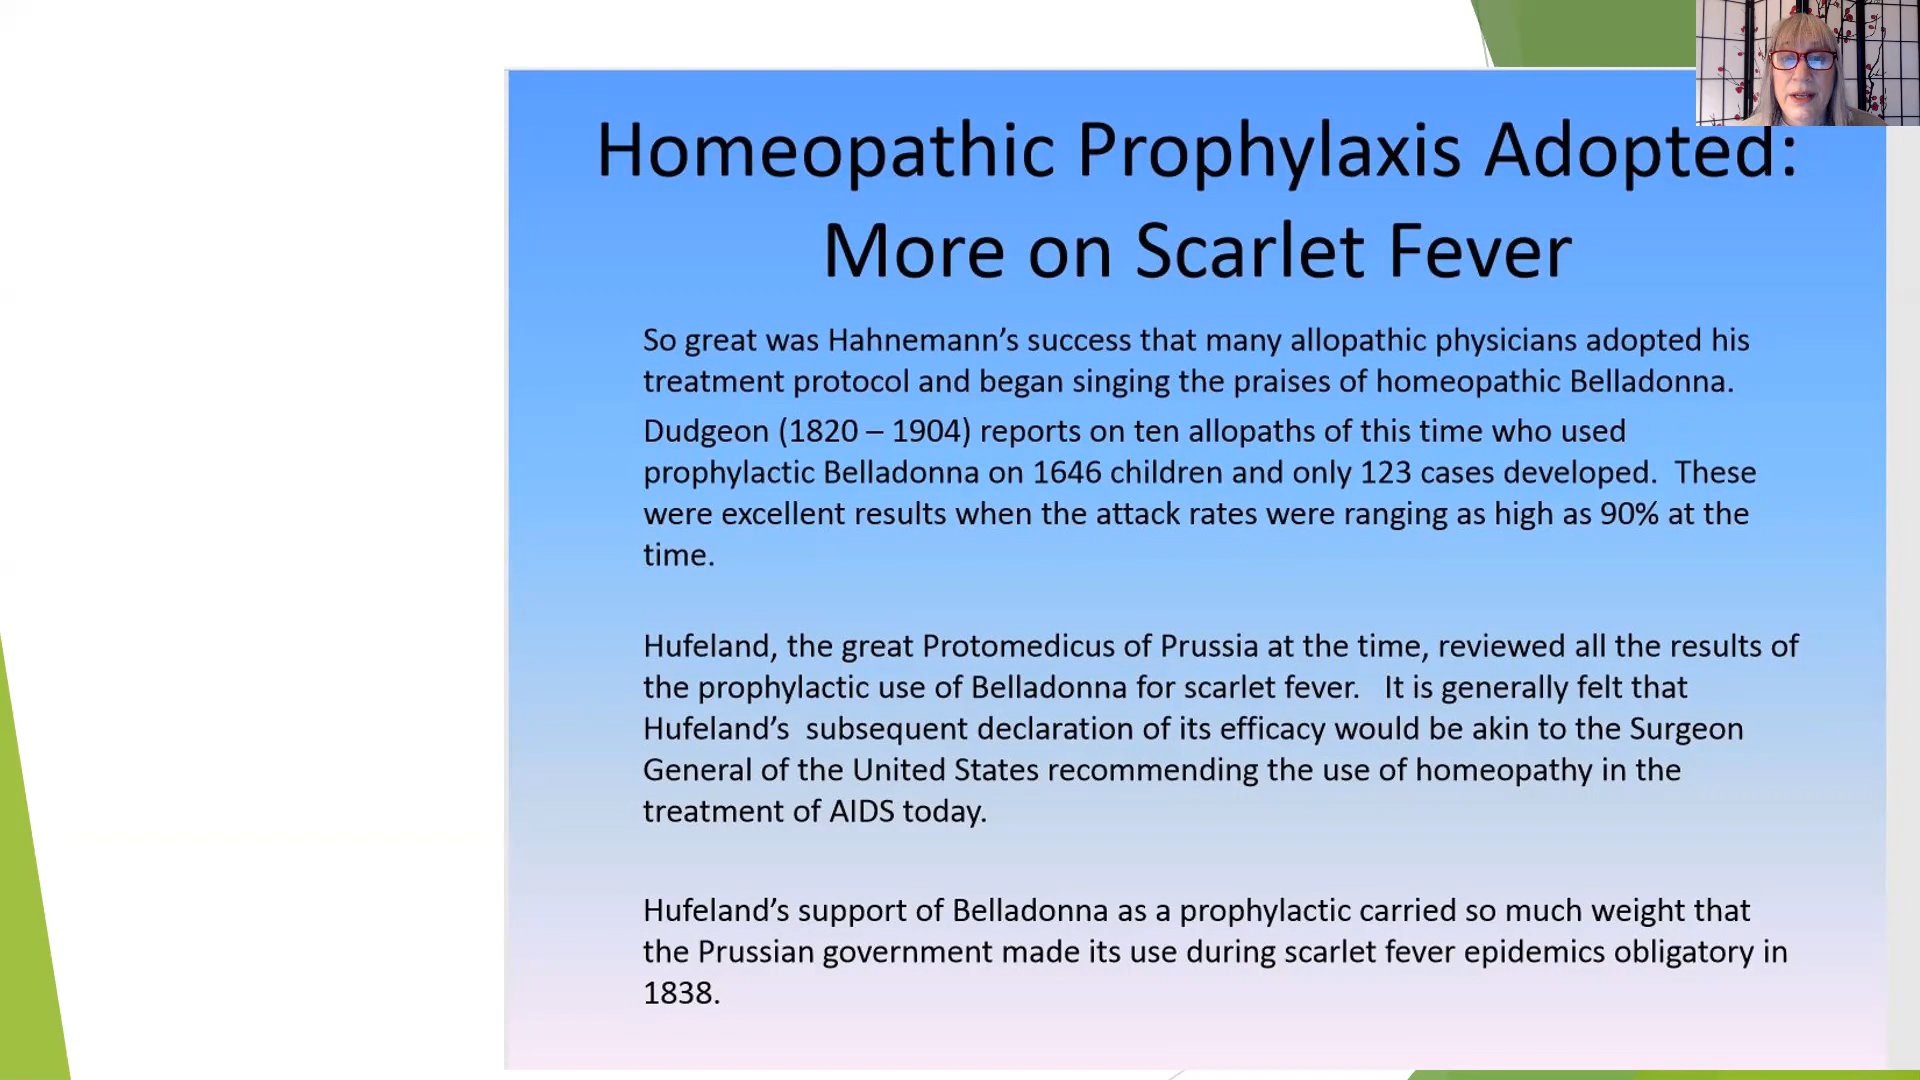 Homeopathic Prophylaxis Adopted:
More on Scarlet Fever
So great was Hahnemann’s success that many allopathic physicians adopted his
treatment protocol and began singing the praises of homeopathic Belladonna.
Dudgeon (1820 – 1904) reports on ten allopaths of this time who used
prophylactic Belladonna on 1646 children and only 123 cases developed.  These
were excellent results when the attack rates were ranging as high as 90% at the
time.
Hufeland, the great Protomedicus of Prussia at the time, reviewed all the results of
the prophylactic use of Belladonna for scarlet fever.   It is generally felt that
Hufeland’s  subsequent declaration of its efficacy would be akin to the Surgeon
General of the United States recommending the use of homeopathy in the
treatment of AIDS today.
Hufeland’s support of Belladonna as a prophylactic carried so much weight that
the Prussian government made its use during scarlet fever epidemics obligatory in
1838.